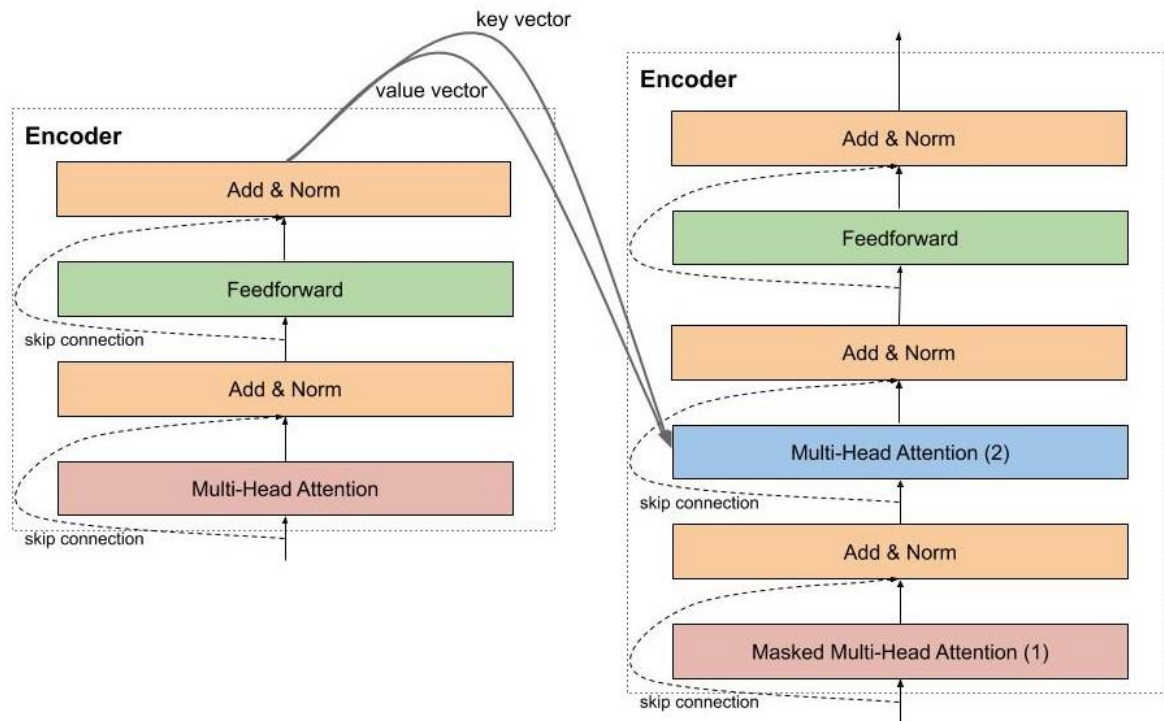 key vector
value vector
Encoder
Add & Norm
Feedforward
skip connection
Add & Norm
Multi-Head Attention
skip connection
Encoder
Add & Norm
Feedforward
Add & Norm
Multi-Head Attention (2)
skip connection
Add & Norm
Masked Multi-Head Attention (1)
skip connection